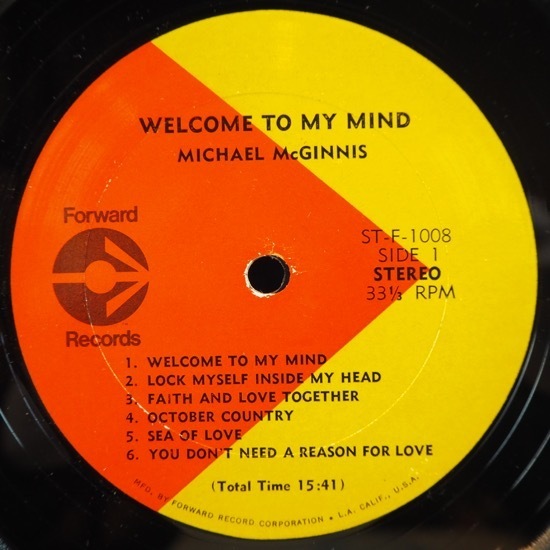 WELCOME TO MY MIND
MICHAEL McGINNIS
Forward
Records
ST-F-1008
SIDE 1
STEREO
33⅓ RPM
1. WELCOME TO MY MIND
2. LOCK MYSELF INSIDE MY HEAD
3. FAITH AND LOVE TOGETHER
4. OCTOBER COUNTRY
5. SEA OF LOVE
6. YOU DON'T NEED A REASON FOR LOVE
(Total Time 15:41)
MFG. BY FORWARD RECORD CORPORATION • L.A. CALIF., U.S.A.